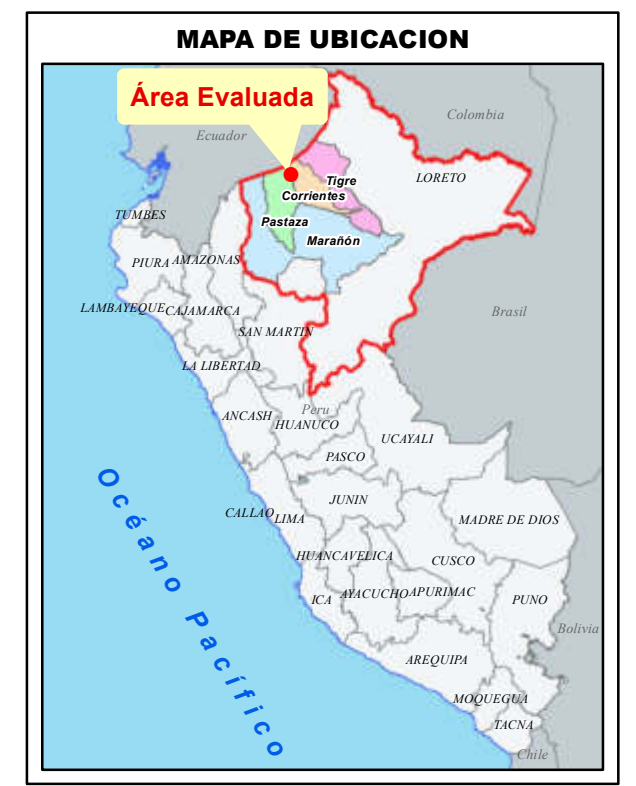 MAPA DE UBICACION
Área Evaluada
Colombia
Ecuador
LORETO
Tigre
Corrientes
Pastaza
Marañón
TUMBES
PIURA
AMAZONAS
LAMBAYEQUE
CAJAMARCA
Brasil
SAN MARTIN
LA LIBERTAD
Peru
ANCASH
HUANUCO
UCAYALI
PASCO
JUNIN
CALLAO
LIMA
MADRE DE DIOS
HUANCAVELICA
CUSCO
ICA
AYACUCHO
APURIMAC
PUNO
Bolivia
AREQUIPA
MOQUEGUA
TACNA
Chile
Océano Pacífico